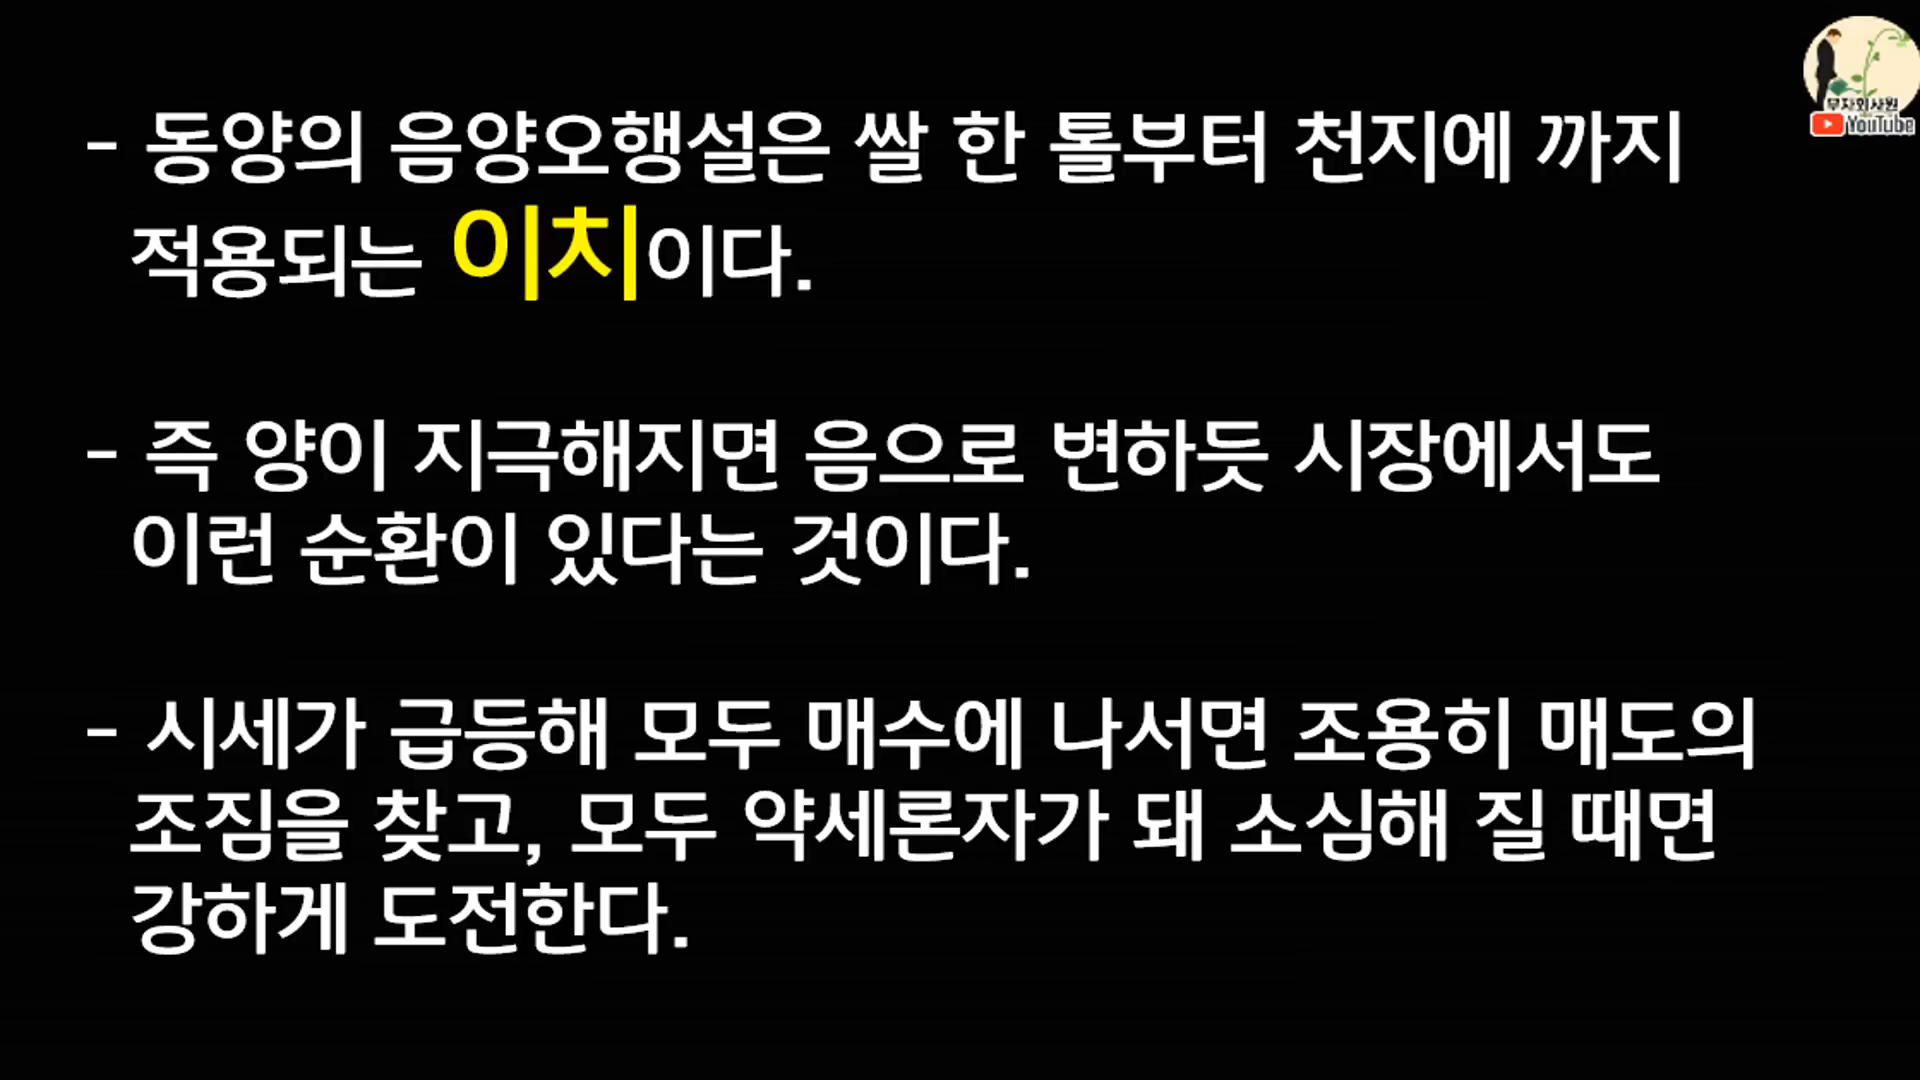 - 동양의 음양오행설은 쌀 한 톨부터 천지에 까지
적용되는 이치이다.
- 즉 양이 지극해지면 음으로 변하듯 시장에서도
이런 순환이 있다는 것이다.
- 시세가 급등해 모두 매수에 나서면 조용히 매도의
조짐을 찾고, 모두 약세론자가 돼 소심해 질 때면
강하게 도전한다.
부자회사원
YouTube